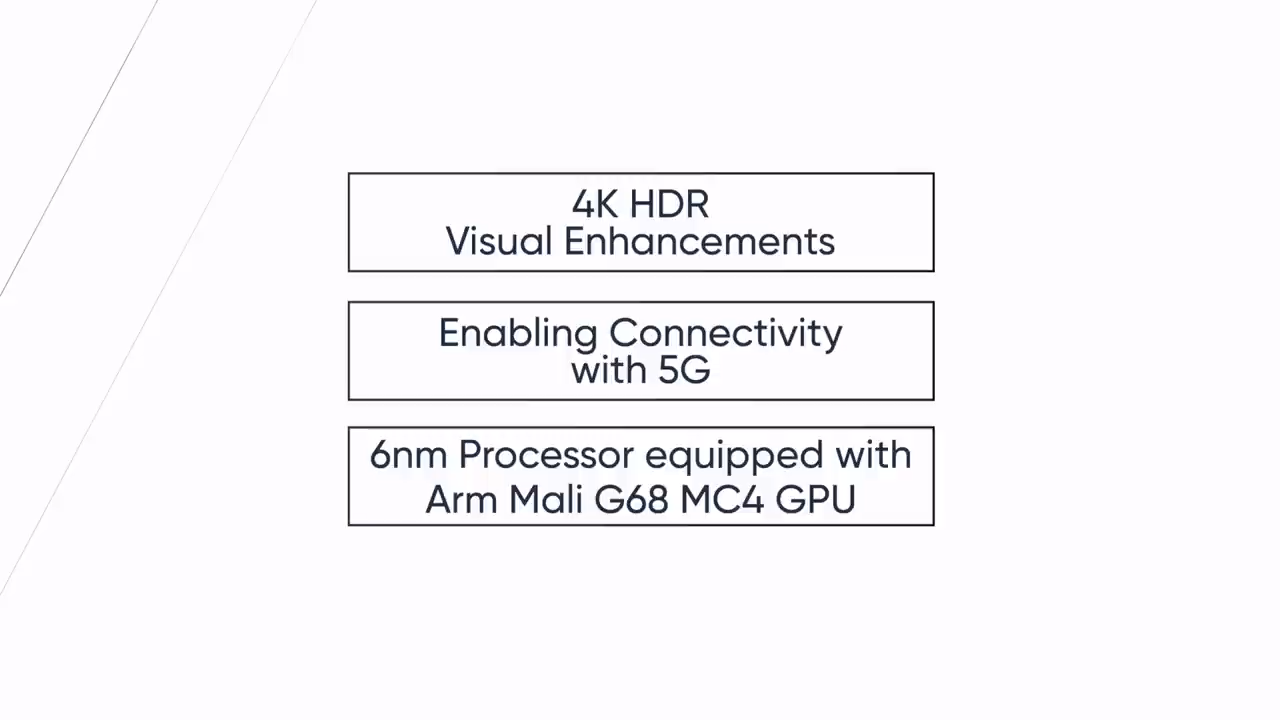 4K HDR
Visual Enhancements
Enabling Connectivity
with 5G
6nm Processor equipped with
Arm Mali G68 MC4 GPU